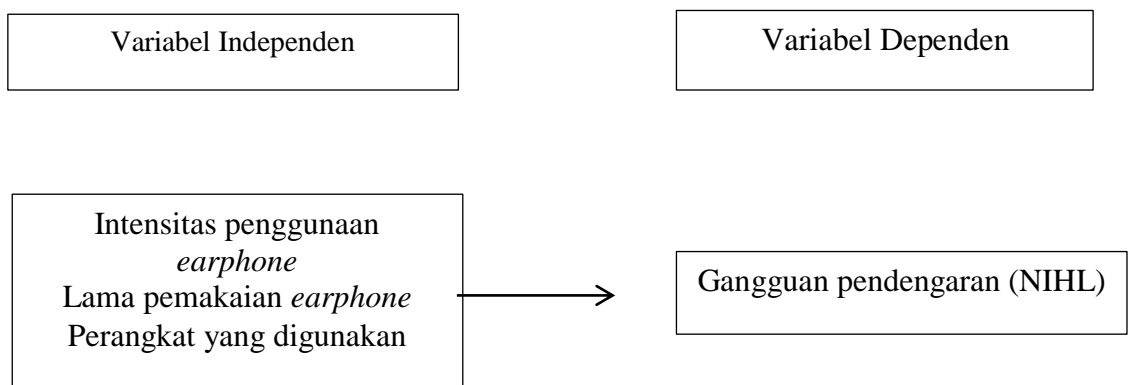 Variabel Independen
Variabel Dependen
Intensitas penggunaan
earphone
Lama pemakaian earphone
Perangkat yang digunakan
Gangguan pendengaran (NIHL)